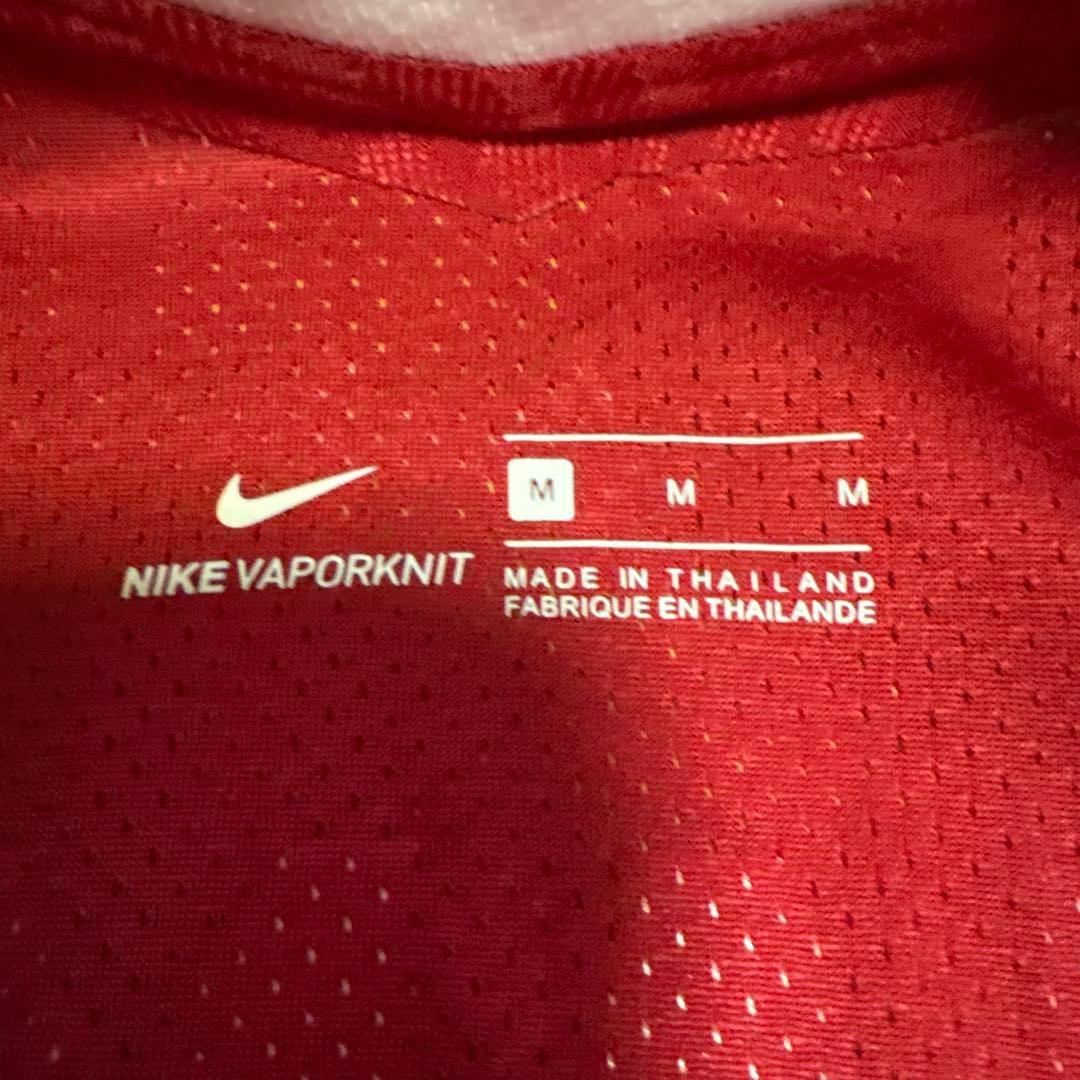 NIKE VAPORKNIT
M M M
MADE IN THAILAND
FABRIQUE EN THAILANDE